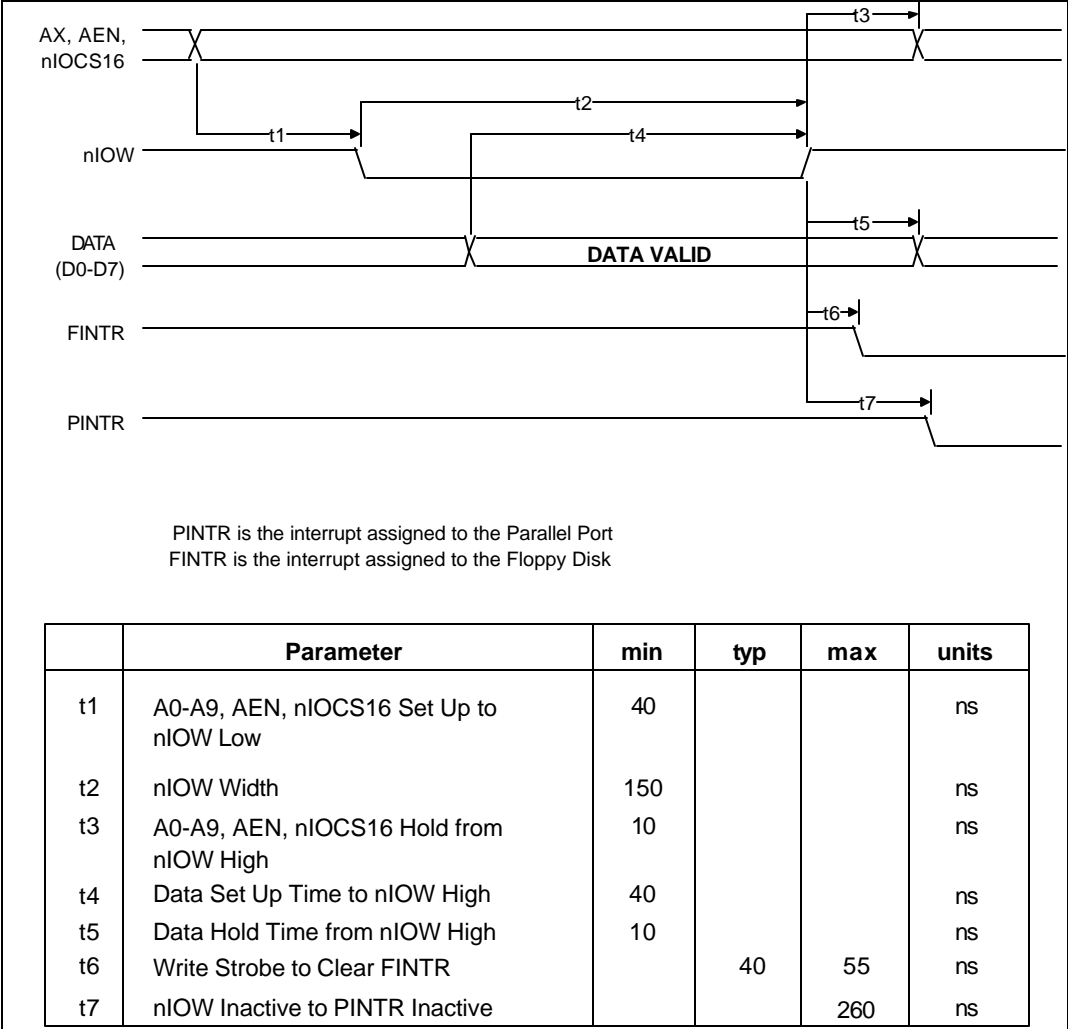 t3
AX, AEN,
nIOCS16
t2
t1
t4
nIOW
t5
DATA
(D0-D7)
DATA VALID
t6
FINTR
t7
PINTR
PINTR is the interrupt assigned to the Parallel Port
FINTR is the interrupt assigned to the Floppy Disk
Parameter min typ max units
t1 A0-A9, AEN, nIOCS16 Set Up to 40 ns
nIOW Low
t2 nIOW Width 150 ns
t3 A0-A9, AEN, nIOCS16 Hold from 10 ns
nIOW High
t4 Data Set Up Time to nIOW High 40 ns
t5 Data Hold Time from nIOW High 10 ns
t6 Write Strobe to Clear FINTR 40 55 ns
t7 nIOW Inactive to PINTR Inactive 260 ns